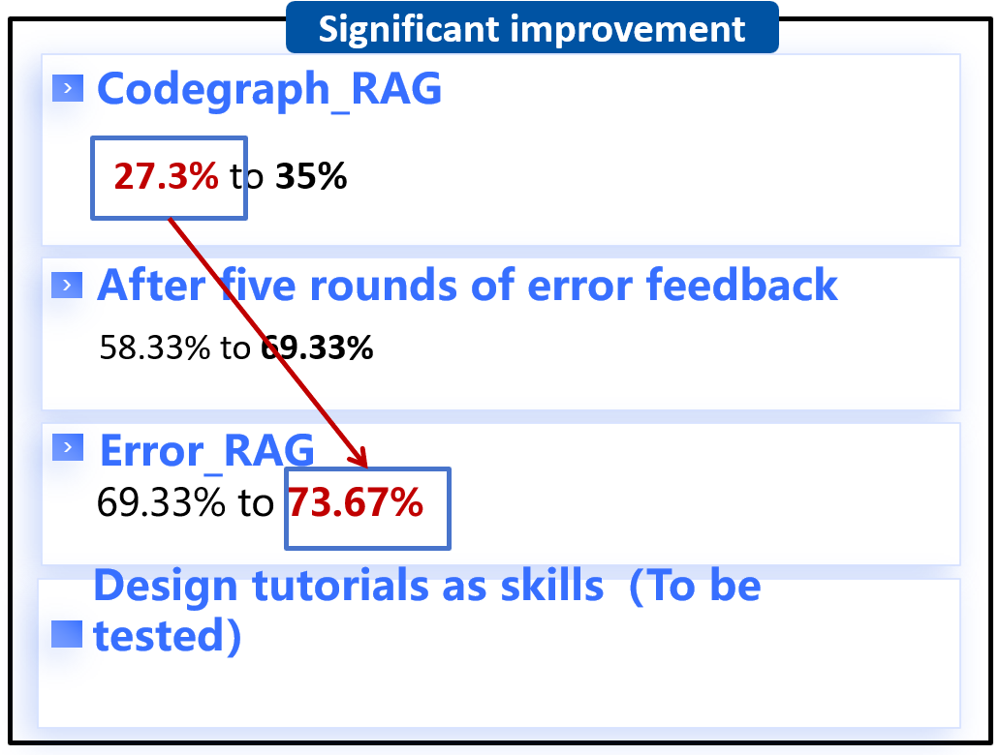 Significant improvement
Codegraph_RAG
27.3% to 35%
After five rounds of error feedback
58.33% to 69.33%
Error_RAG
69.33% to 73.67%
Design tutorials as skills（To be
tested）